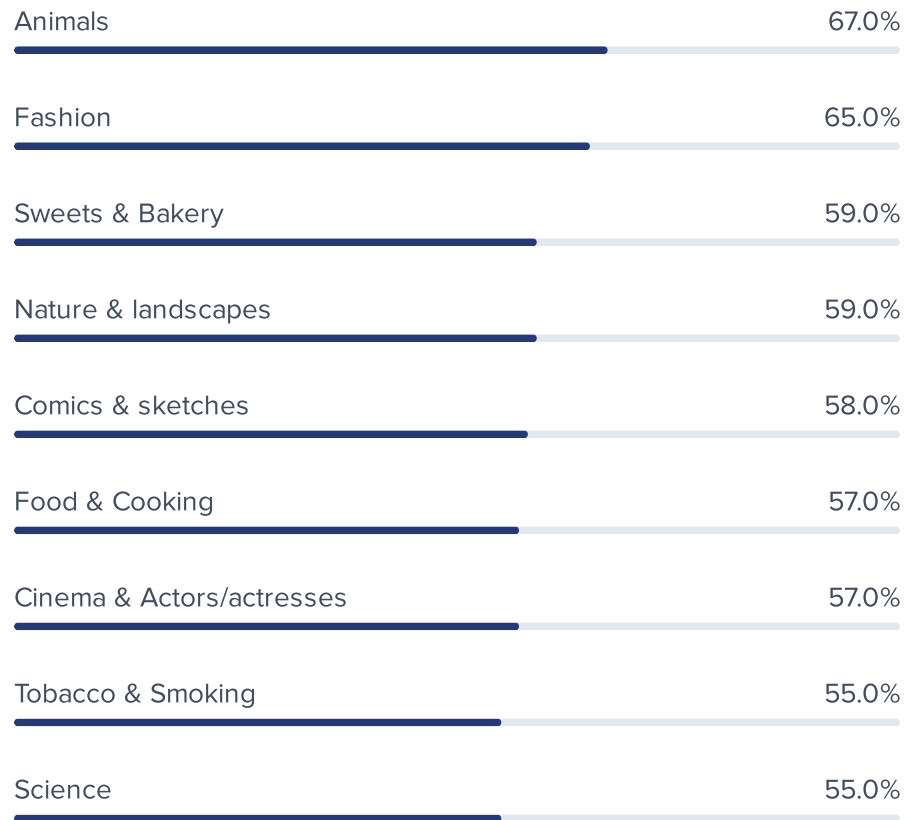 Animals 67.0%
Fashion 65.0%
Sweets & Bakery 59.0%
Nature & landscapes 59.0%
Comics & sketches 58.0%
Food & Cooking 57.0%
Cinema & Actors/actresses 57.0%
Tobacco & Smoking 55.0%
Science 55.0%